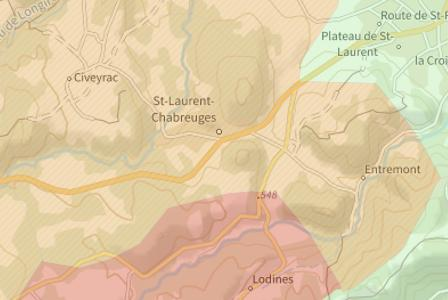 Route de St-F
Plateau de St-
Laurent
la Croi
Civeyrac
St-Laurent-
Chabreuges
Entremont
548
Lodines